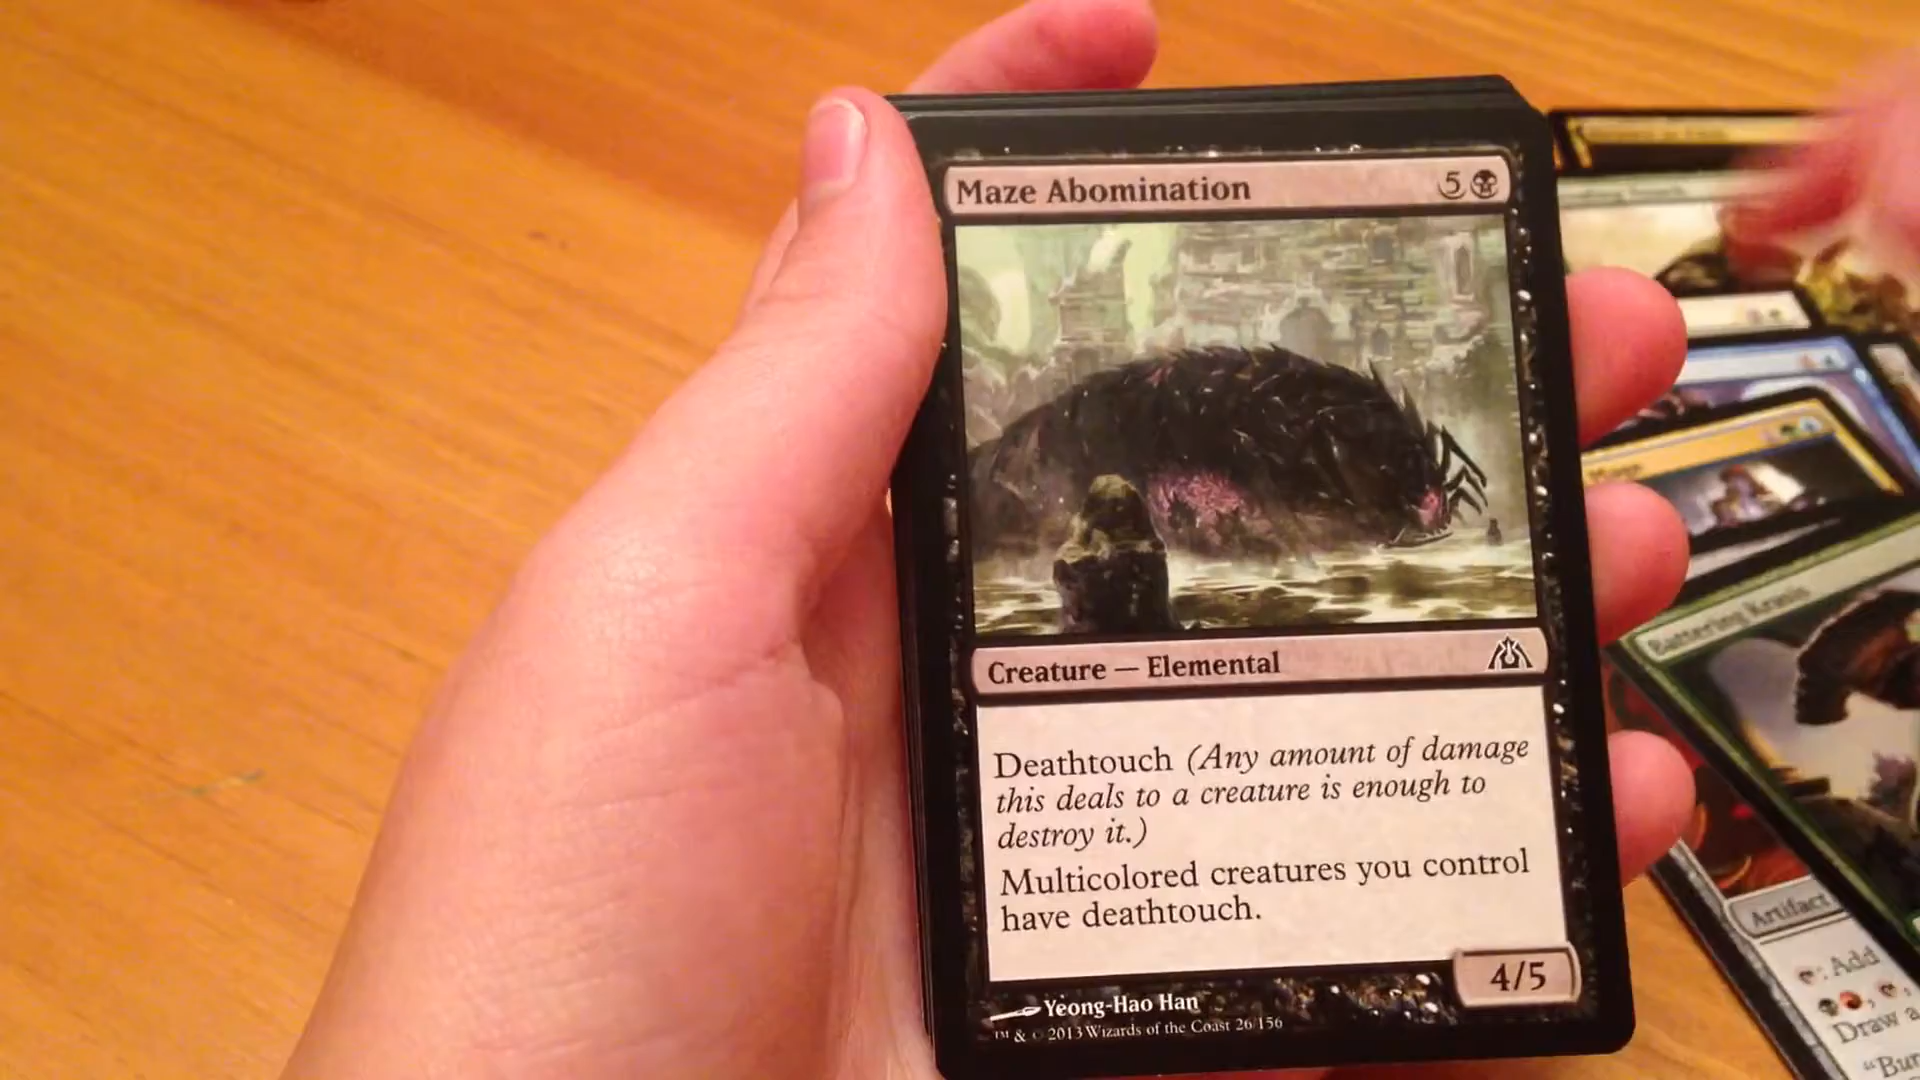 Maze Abomination 5
Creature — Elemental
Deathtouch (Any amount of damage
this deals to a creature is enough to
destroy it.)
Multicolored creatures you control
have deathtouch.
4/5
Yeong-Hao Han
™ & © 2013 Wizards of the Coast 26/156
Mage
Battering Krasis
Artifact
: Add
Draw a